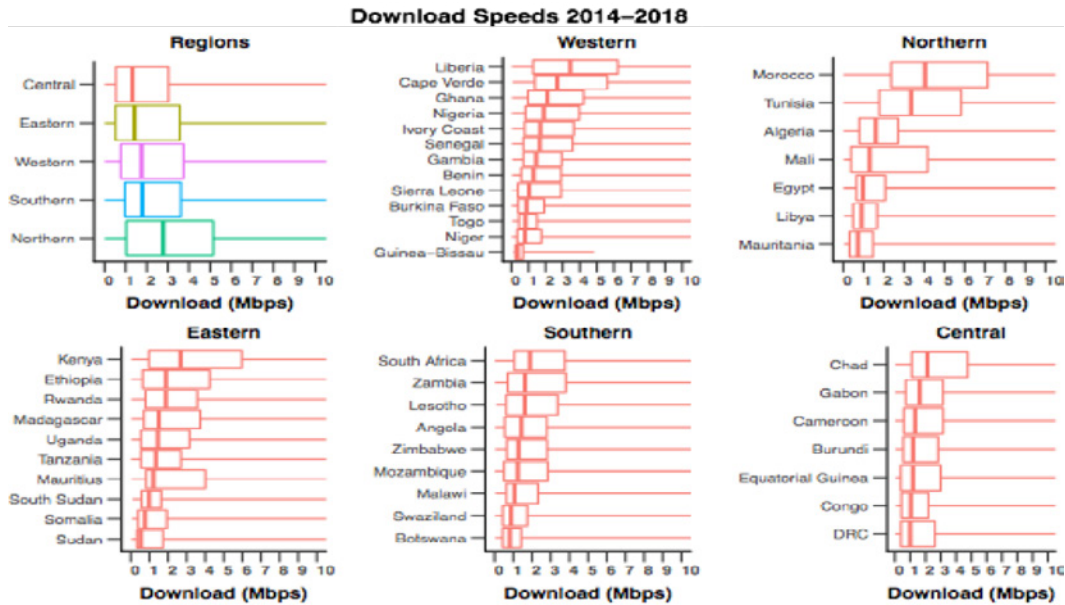 Download Speeds 2014–2018
Regions
Central
Eastern
Western
Southern
Northern
0 1 2 3 4 5 6 7 8 9 10
Download (Mbps)
Western
Liberia
Cape Verde
Ghana
Nigeria
Ivory Coast
Senegal
Gambia
Benin
Sierra Leone
Burkina Faso
Togo
Niger
Guinea–Bissau
0 1 2 3 4 5 6 7 8 9 10
Download (Mbps)
Northern
Morocco
Tunisia
Algeria
Mali
Egypt
Libya
Mauritania
0 1 2 3 4 5 6 7 8 9 10
Download (Mbps)
Eastern
Kenya
Ethiopia
Rwanda
Madagascar
Uganda
Tanzania
Mauritius
South Sudan
Somalia
Sudan
0 1 2 3 4 5 6 7 8 9 10
Download (Mbps)
Southern
South Africa
Zambia
Lesotho
Angola
Zimbabwe
Mozambique
Malawi
Swaziland
Botswana
0 1 2 3 4 5 6 7 8 9 10
Download (Mbps)
Central
Chad
Gabon
Cameroon
Burundi
Equatorial Guinea
Congo
DRC
0 1 2 3 4 5 6 7 8 9 10
Download (Mbps)